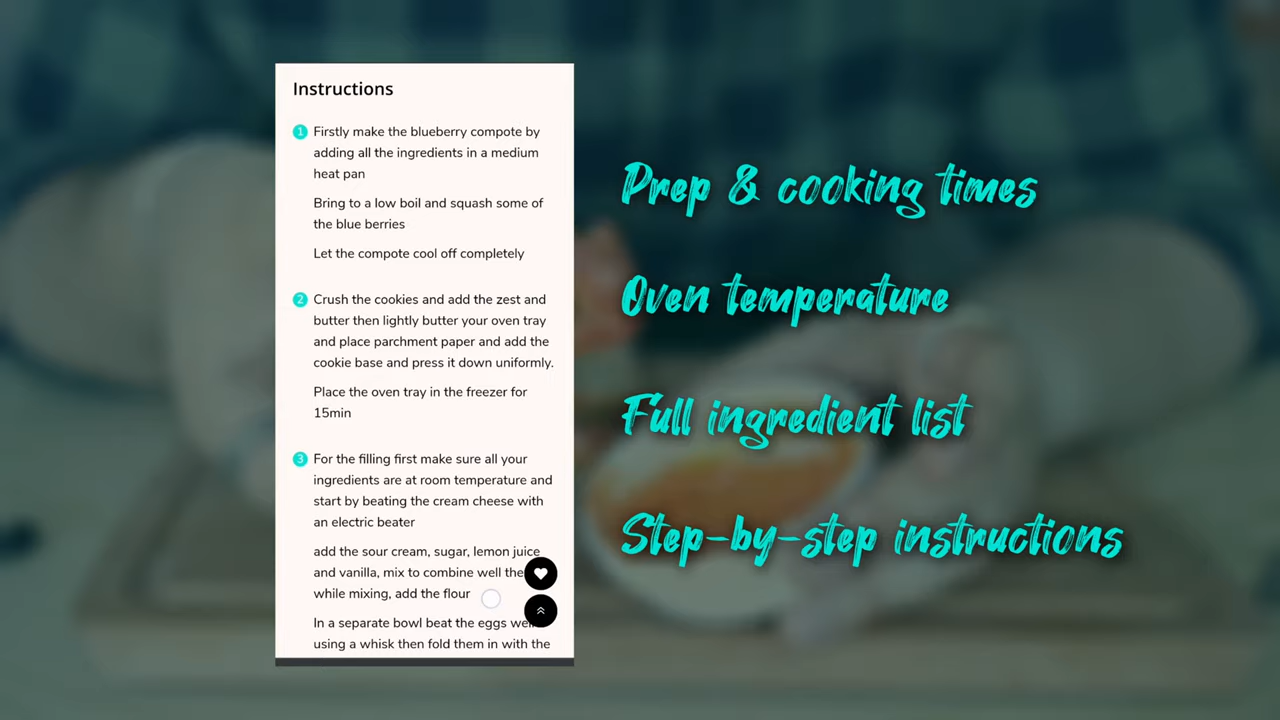 Instructions
1 Firstly make the blueberry compote by
adding all the ingredients in a medium
heat pan
Bring to a low boil and squash some of
the blue berries
Let the compote cool off completely
2 Crush the cookies and add the zest and
butter then lightly butter your oven tray
and place parchment paper and add the
cookie base and press it down uniformly.
Place the oven tray in the freezer for
15min
3 For the filling first make sure all your
ingredients are at room temperature and
start by beating the cream cheese with
an electric beater
add the sour cream, sugar, lemon juice
and vanilla, mix to combine well
while mixing, add the flour
In a separate bowl beat the eggs
using a whisk then fold them in with the
Prep & cooking times
Oven temperature
Full ingredient list
Step-by-step instructions